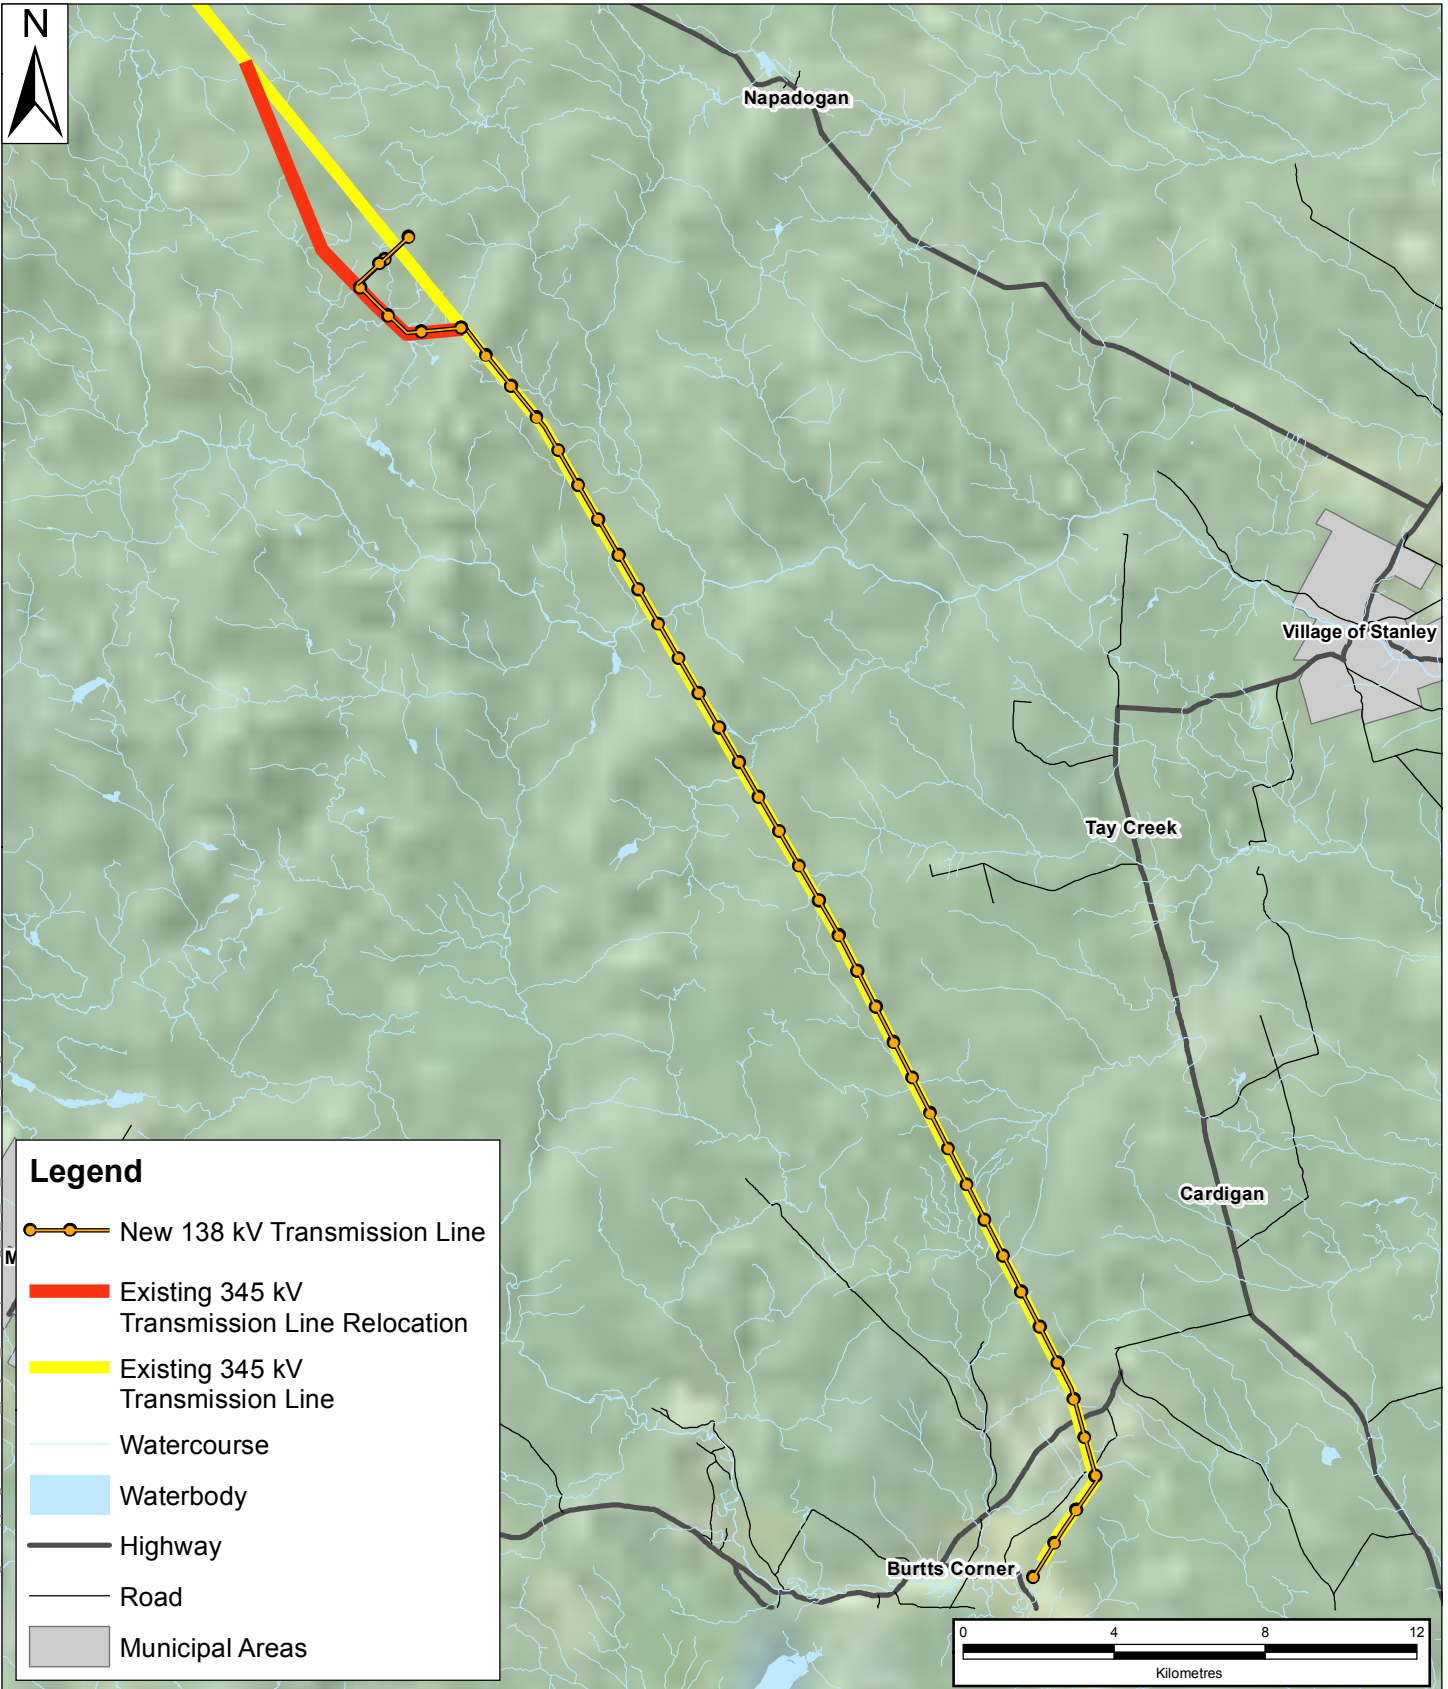 N
Napadogan
Village of Stanley
Tay Creek
Cardigan
Burtts Corner
M
Legend
New 138 kV Transmission Line
Existing 345 kV
Transmission Line Relocation
Existing 345 kV
Transmission Line
Watercourse
Waterbody
Highway
Road
Municipal Areas
0 4 8 12
Kilometres